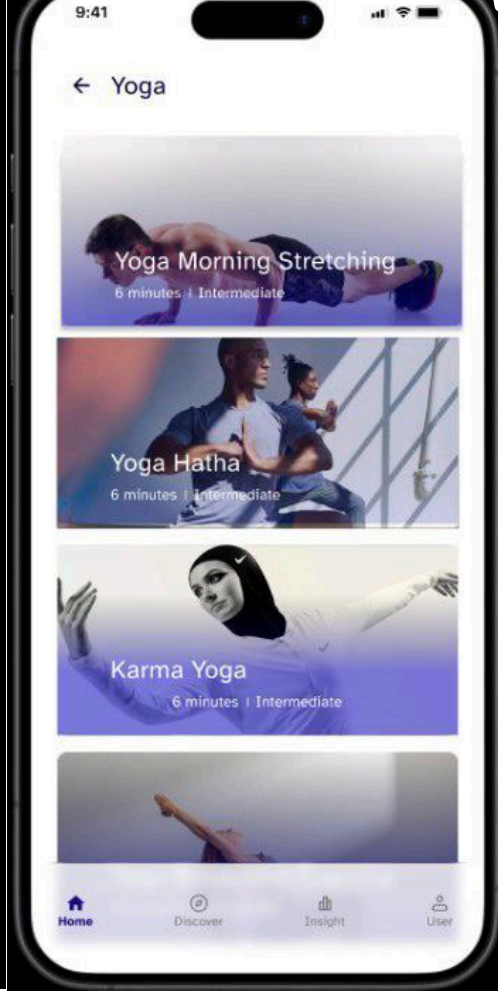 9:41
Yoga
Yoga Morning Stretching
6 minutes | Intermediate
Yoga Hatha
6 minutes | Intermediate
Karma Yoga
6 minutes | Intermediate
Home Discover Insight User